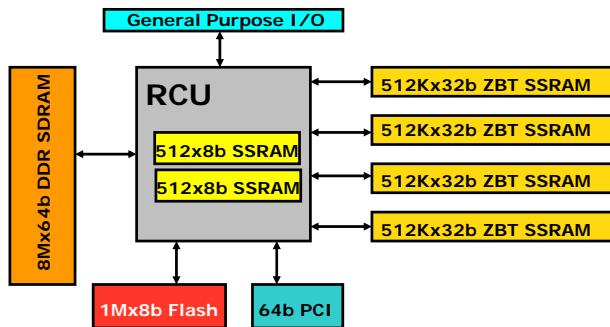 General Purpose I/O
RCU
512Kx32b ZBT SSRAM
512Kx32b ZBT SSRAM
512x8b SSRAM
8Mx64b DDR SDRAM
512x8b SSRAM
512Kx32b ZBT SSRAM
512Kx32b ZBT SSRAM
1Mx8b Flash
64b PCI